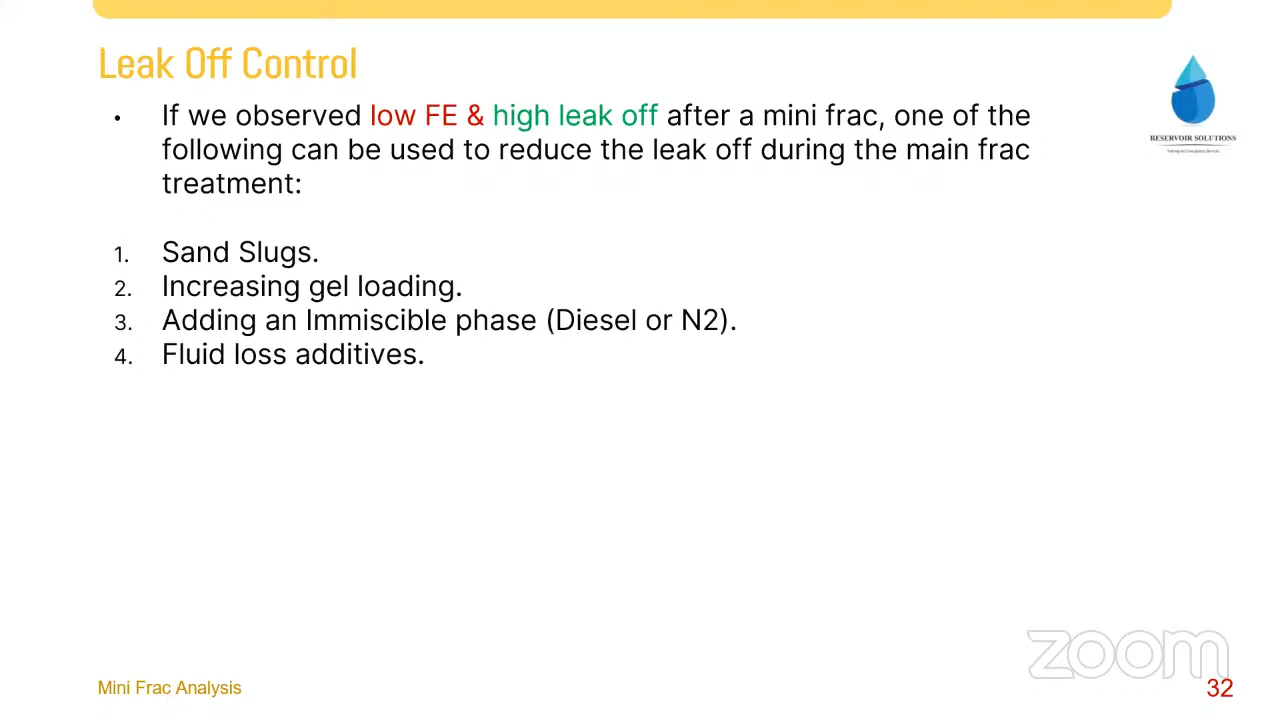 Leak Off Control
• If we observed low FE & high leak off after a mini frac, one of the
following can be used to reduce the leak off during the main frac
treatment:
1. Sand Slugs.
2. Increasing gel loading.
3. Adding an Immiscible phase (Diesel or N2).
4. Fluid loss additives.
RESERVOIR SOLUTIONS
zoom
Mini Frac Analysis
32